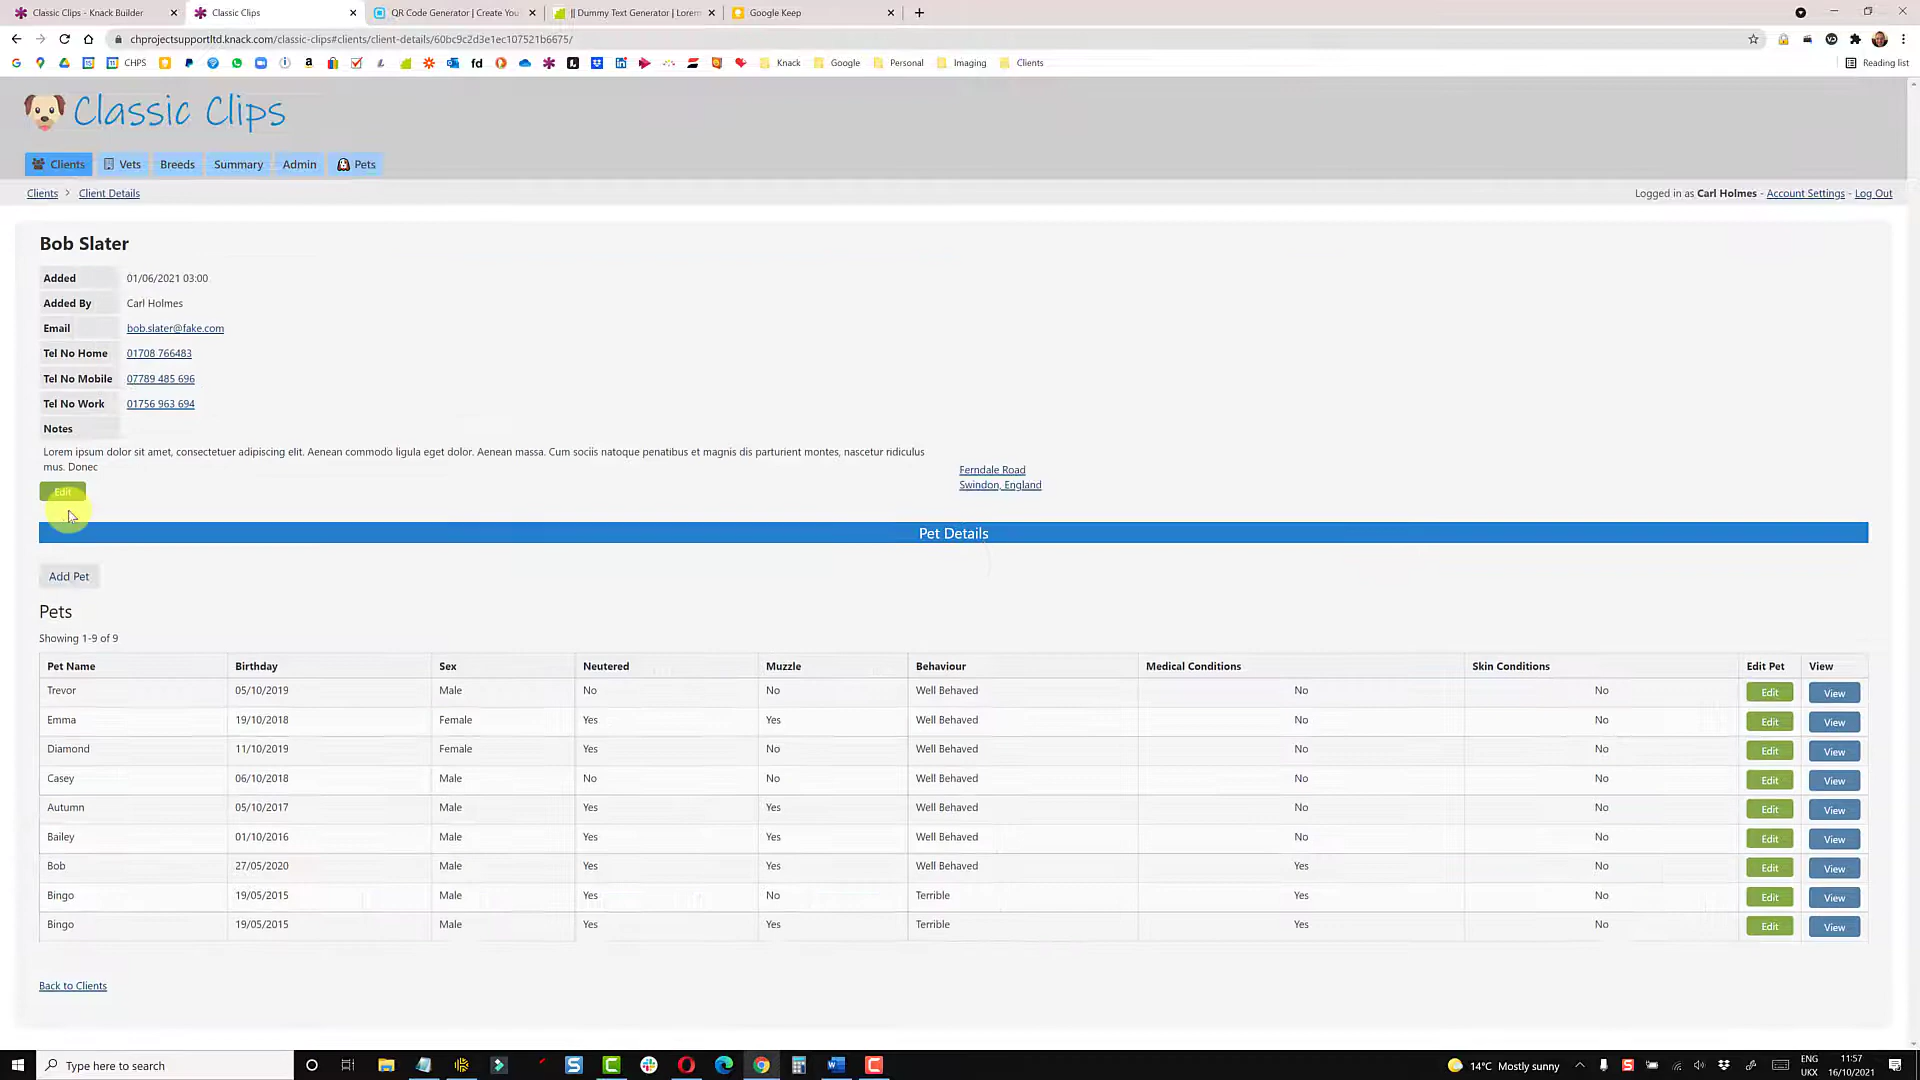 Classic Clips - Knack Builder
Classic Clips
QR Code Generator | Create You
|| Dummy Text Generator | Lorem
Google Keep
chprojectsupportltd.knack.com/classic-clips#clients/client-details/60bc9c2d3e1ec107521b6675/
CHPS
fd
Knack
Google
Personal
Imaging
Clients
Reading list
Classic Clips
Clients
Vets
Breeds
Summary
Admin
Pets
Clients > Client Details
Logged in as Carl Holmes - Account Settings - Log Out
Bob Slater
Added 01/06/2021 03:00
Added By Carl Holmes
Email bob.slater@fake.com
Tel No Home 01708 766483
Tel No Mobile 07789 485 696
Tel No Work 01756 963 694
Notes
Lorem ipsum dolor sit amet, consectetuer adipiscing elit. Aenean commodo ligula eget dolor. Aenean massa. Cum sociis natoque penatibus et magnis dis parturient montes, nascetur ridiculus
mus. Donec
Ferndale Road
Swindon, England
Edit
Pet Details
Add Pet
Pets
Showing 1-9 of 9
Pet Name Birthday Sex Neutered Muzzle Behaviour Medical Conditions Skin Conditions Edit Pet View
Trevor 05/10/2019 Male No No Well Behaved No No Edit View
Emma 19/10/2018 Female Yes Yes Well Behaved No No Edit View
Diamond 11/10/2019 Female Yes No Well Behaved No No Edit View
Casey 06/10/2018 Male No No Well Behaved No No Edit View
Autumn 05/10/2017 Male Yes Yes Well Behaved No No Edit View
Bailey 01/10/2016 Male Yes Yes Well Behaved No No Edit View
Bob 27/05/2020 Male Yes Yes Well Behaved Yes No Edit View
Bingo 19/05/2015 Male Yes No Terrible Yes No Edit View
Bingo 19/05/2015 Male Yes Yes Terrible Yes No Edit View
Back to Clients
Type here to search
14°C Mostly sunny
ENG
UKX
11:57
16/10/2021